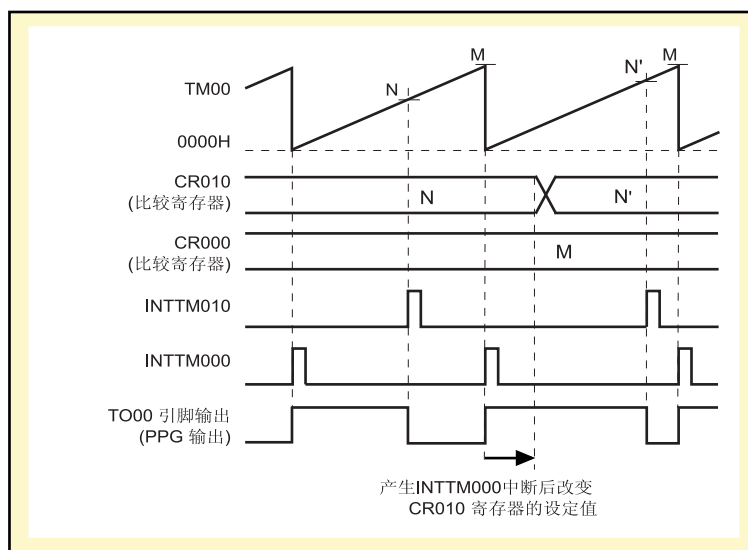 M
M
N'
N
TM00
0000H
CR010
(比较寄存器)
N
N'
CR000
(比较寄存器)
M
INTTM010
INTTM000
TO00 引脚输出
(PPG 输出)
产生INTTM000中断后改变
CR010 寄存器的设定值